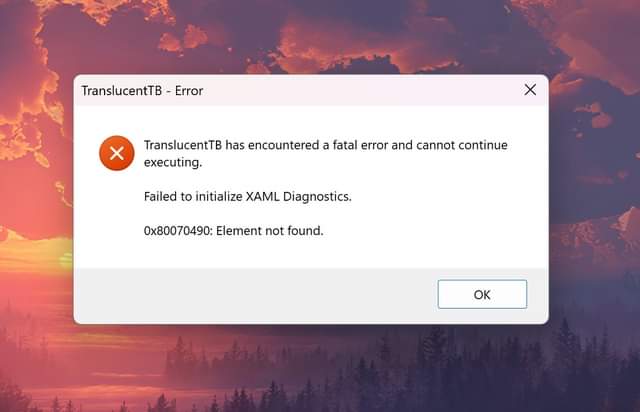 TranslucentTB - Error
TranslucentTB has encountered a fatal error and cannot continue
executing.
Failed to initialize XAML Diagnostics.
0x80070490: Element not found.
OK